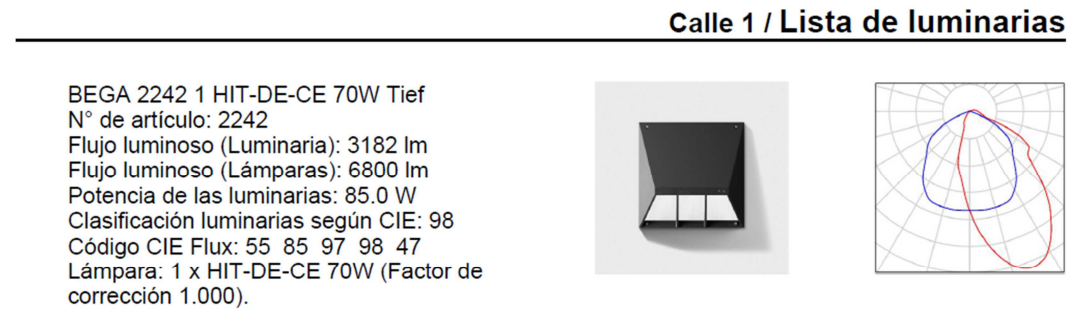 Calle 1 / Lista de luminarias
BEGA 2242 1 HIT-DE-CE 70W Tief
N° de artículo: 2242
Flujo luminoso (Luminaria): 3182 lm
Flujo luminoso (Lámparas): 6800 lm
Potencia de las luminarias: 85.0 W
Clasificación luminarias según CIE: 98
Código CIE Flux: 55 85 97 98 47
Lámpara: 1 x HIT-DE-CE 70W (Factor de
corrección 1.000).